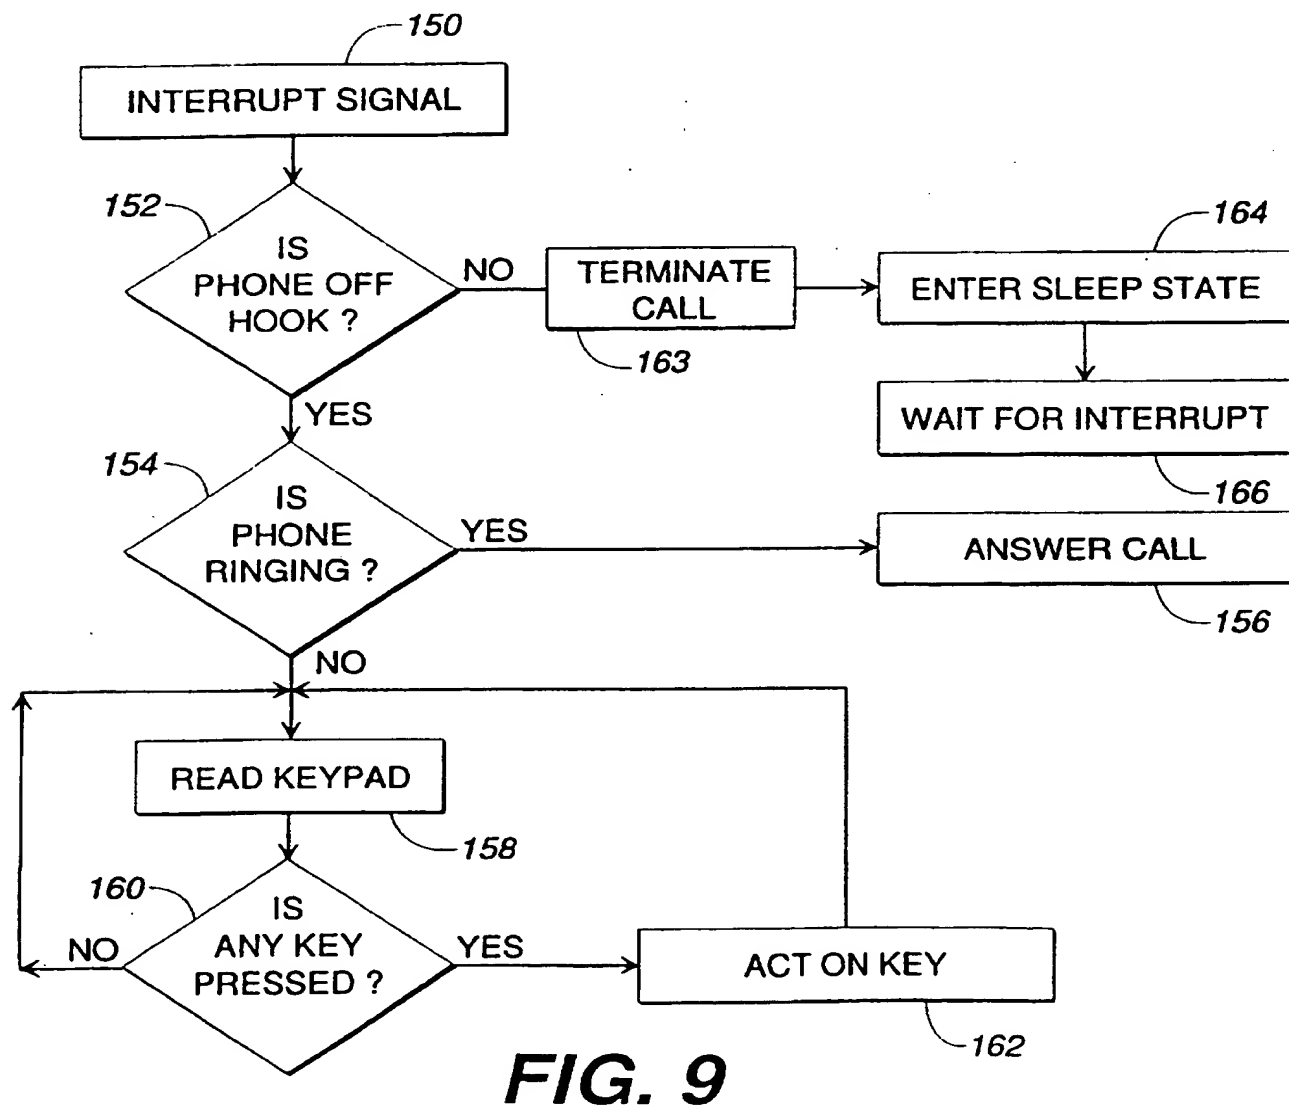 150
INTERRUPT SIGNAL
152
IS
PHONE OFF
HOOK ?
NO
TERMINATE
CALL
163
164
ENTER SLEEP STATE
YES
WAIT FOR INTERRUPT
166
154
IS
PHONE
RINGING ?
YES
ANSWER CALL
156
NO
READ KEYPAD
158
160
IS
ANY KEY
PRESSED ?
NO
YES
ACT ON KEY
162
FIG. 9